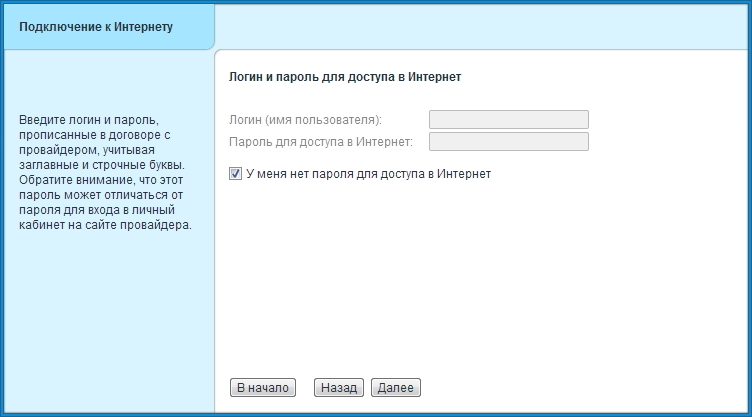 Подключение к Интернету
Логин и пароль для доступа в Интернет
Введите логин и пароль,
прописанные в договоре с
провайдером, учитывая
заглавные и строчные буквы.
Обратите внимание, что этот
пароль может отличаться от
пароля для входа в личный
кабинет на сайте провайдера.
Логин (имя пользователя):
Пароль для доступа в Интернет:
У меня нет пароля для доступа в Интернет
В начало
Назад
Далее